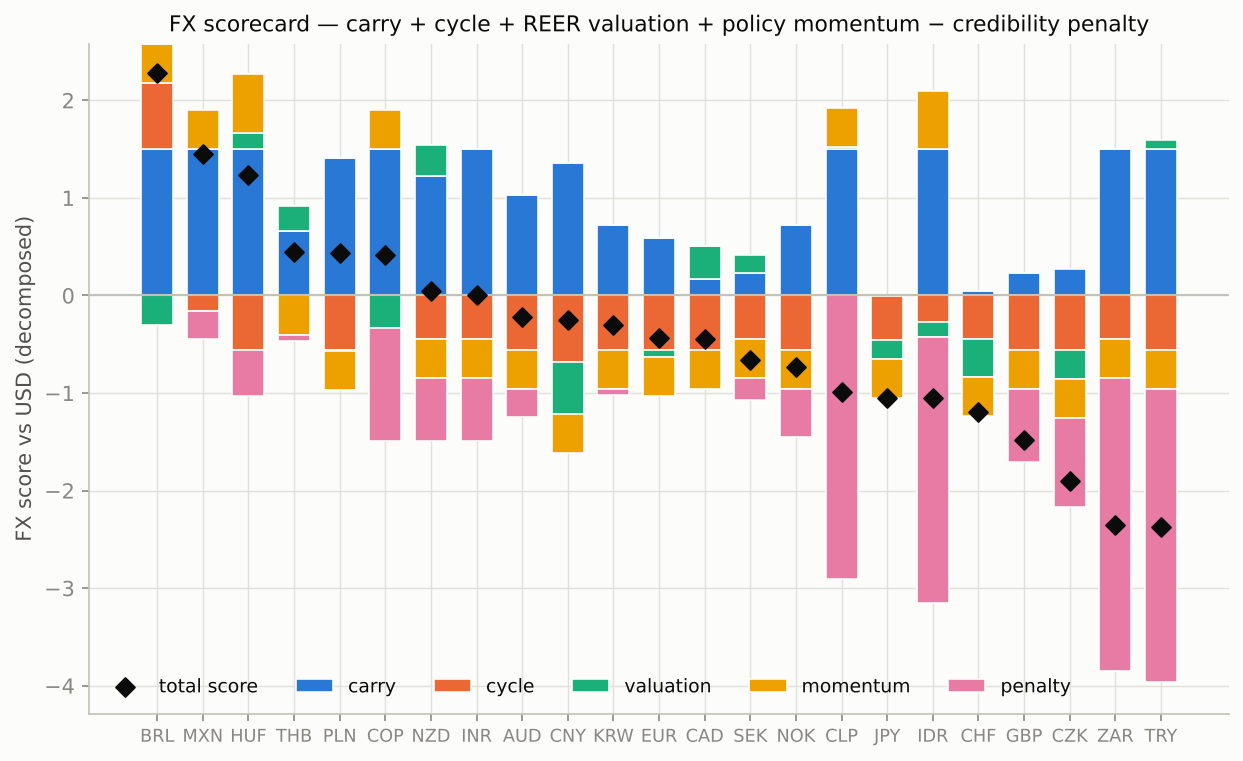 FX scorecard — carry + cycle + REER valuation + policy momentum − credibility penalty
FX score vs USD (decomposed)
2
1
0
−1
−2
−3
−4
total score carry cycle valuation momentum penalty
BRL MXN HUF THB PLN COP NZD INR AUD CNY KRW EUR CAD SEK NOK CLP JPY IDR CHF GBP CZK ZAR TRY